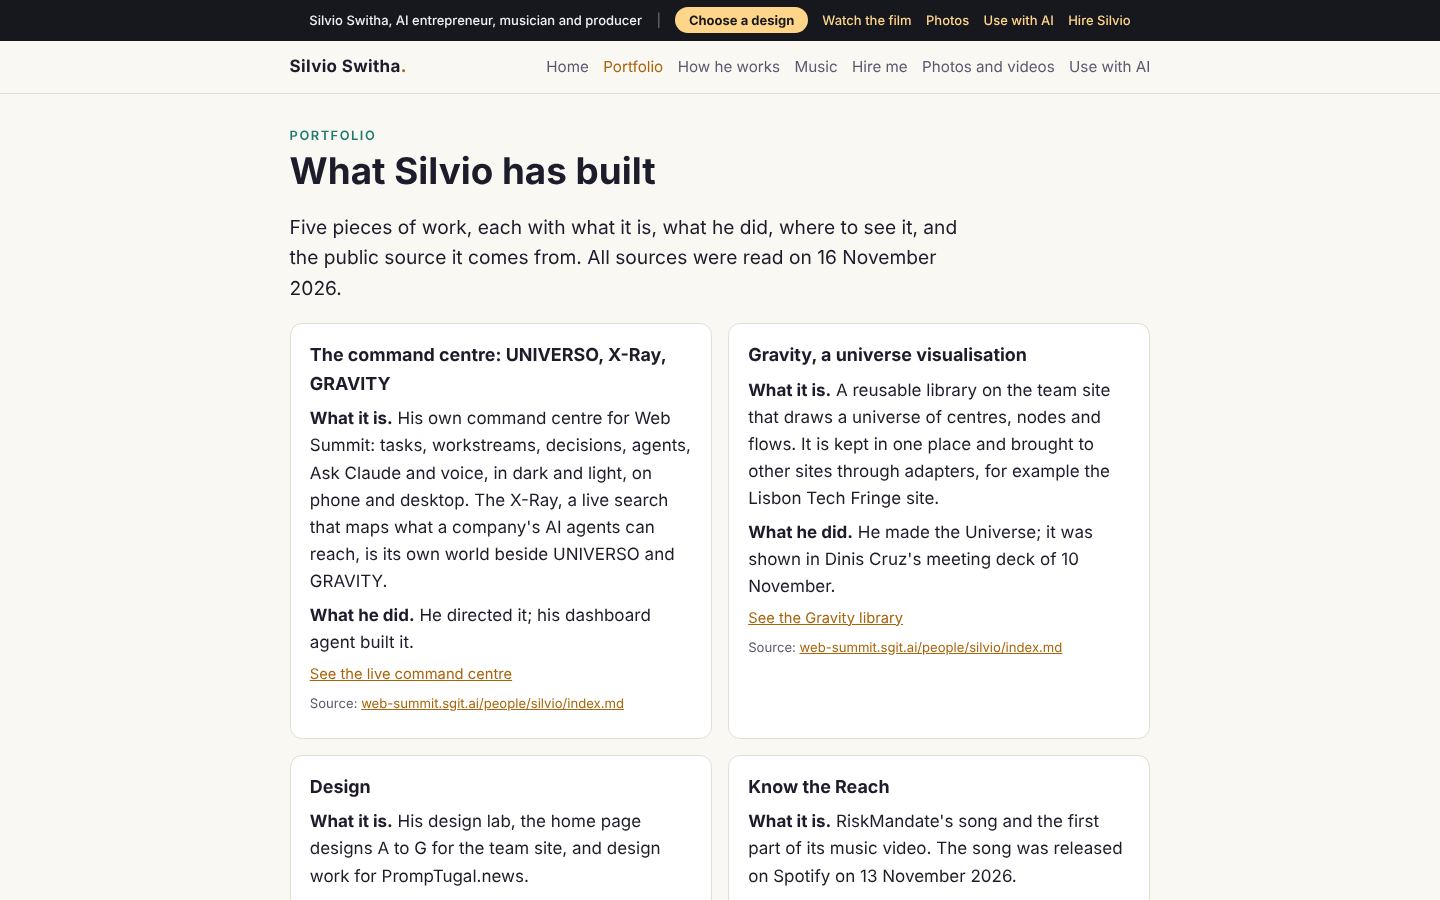 Silvio Switha, AI entrepreneur, musician and producer | Choose a design Watch the film Photos Use with AI Hire Silvio
Silvio Switha. Home Portfolio How he works Music Hire me Photos and videos Use with AI
PORTFOLIO
What Silvio has built
Five pieces of work, each with what it is, what he did, where to see it, and
the public source it comes from. All sources were read on 16 November
2026.
The command centre: UNIVERSO, X-Ray,
GRAVITY
What it is. His own command centre for Web
Summit: tasks, workstreams, decisions, agents,
Ask Claude and voice, in dark and light, on
phone and desktop. The X-Ray, a live search
that maps what a company's AI agents can
reach, is its own world beside UNIVERSO and
GRAVITY.
What he did. He directed it; his dashboard
agent built it.
See the live command centre
Source: web-summit.sgit.ai/people/silvio/index.md
Gravity, a universe visualisation
What it is. A reusable library on the team site
that draws a universe of centres, nodes and
flows. It is kept in one place and brought to
other sites through adapters, for example the
Lisbon Tech Fringe site.
What he did. He made the Universe; it was
shown in Dinis Cruz's meeting deck of 10
November.
See the Gravity library
Source: web-summit.sgit.ai/people/silvio/index.md
Design
What it is. His design lab, the home page
designs A to G for the team site, and design
work for PrompTugal.news.
Know the Reach
What it is. RiskMandate's song and the first
part of its music video. The song was released
on Spotify on 13 November 2026.